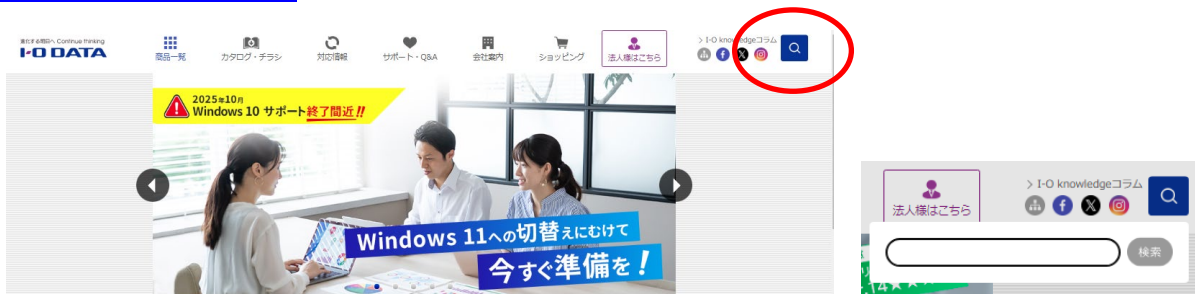 進化する明日へ Continue thinking
I-O DATA
商品一覧
カタログ・チラシ
対応情報
サポート・Q&A
会社案内
ショッピング
法人様はこちら
> I-O knowledgeコラム
2025年10月
Windows 10 サポート終了間近!!
Windows 11への切替えにむけて
今すぐ準備を!
法人様はこちら
> I-O knowledgeコラム
検索